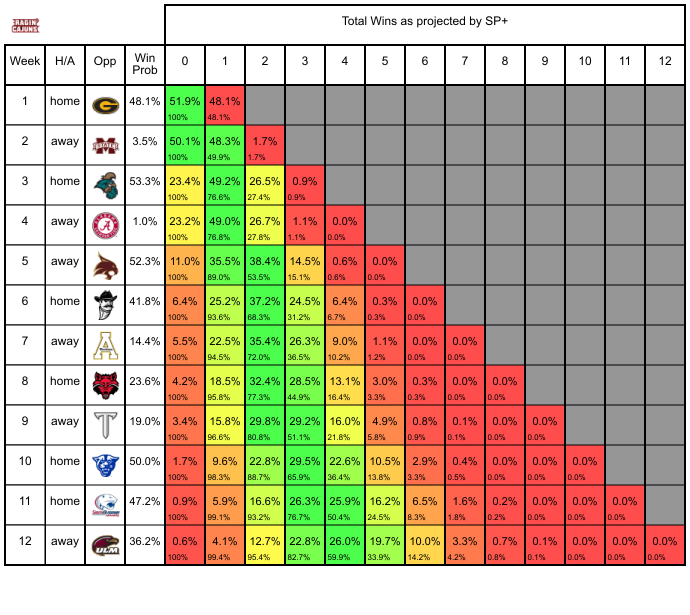 RAGIN CAJUNS
Total Wins as projected by SP+
Week H/A Opp Win Prob 0 1 2 3 4 5 6 7 8 9 10 11 12
1 home G 48.1% 51.9% 48.1%
100% 48.1%
2 away M STATE 3.5% 50.1% 48.3% 1.7%
100% 49.9% 1.7%
3 home 53.3% 23.4% 49.2% 26.5% 0.9%
100% 76.6% 27.4% 0.9%
4 away A 1.0% 23.2% 49.0% 26.7% 1.1% 0.0%
100% 76.8% 27.8% 1.1% 0.0%
5 away 52.3% 11.0% 35.5% 38.4% 14.5% 0.6% 0.0%
100% 89.0% 53.5% 15.1% 0.6% 0.0%
6 home 41.8% 6.4% 25.2% 37.2% 24.5% 6.4% 0.3% 0.0%
100% 93.6% 68.3% 31.2% 6.7% 0.3% 0.0%
7 away A 14.4% 5.5% 22.5% 35.4% 26.3% 9.0% 1.1% 0.0% 0.0%
100% 94.5% 72.0% 36.5% 10.2% 1.2% 0.0% 0.0%
8 home 23.6% 4.2% 18.5% 32.4% 28.5% 13.1% 3.0% 0.3% 0.0% 0.0%
100% 95.8% 77.3% 44.9% 16.4% 3.3% 0.3% 0.0% 0.0%
9 away T 19.0% 3.4% 15.8% 29.8% 29.2% 16.0% 4.9% 0.8% 0.1% 0.0% 0.0%
100% 96.6% 80.8% 51.1% 21.8% 5.8% 0.9% 0.1% 0.0% 0.0%
10 home 50.0% 1.7% 9.6% 22.8% 29.5% 22.6% 10.5% 2.9% 0.4% 0.0% 0.0% 0.0%
100% 98.3% 88.7% 65.9% 36.4% 13.8% 3.3% 0.5% 0.0% 0.0% 0.0%
11 home 47.2% 0.9% 5.9% 16.6% 26.3% 25.9% 16.2% 6.5% 1.6% 0.2% 0.0% 0.0% 0.0%
100% 99.1% 93.2% 76.7% 50.4% 24.5% 8.3% 1.8% 0.2% 0.0% 0.0% 0.0%
12 away ULM 36.2% 0.6% 4.1% 12.7% 22.8% 26.0% 19.7% 10.0% 3.3% 0.7% 0.1% 0.0% 0.0% 0.0%
100% 99.4% 95.4% 82.7% 59.9% 33.9% 14.2% 4.2% 0.8% 0.1% 0.0% 0.0% 0.0%